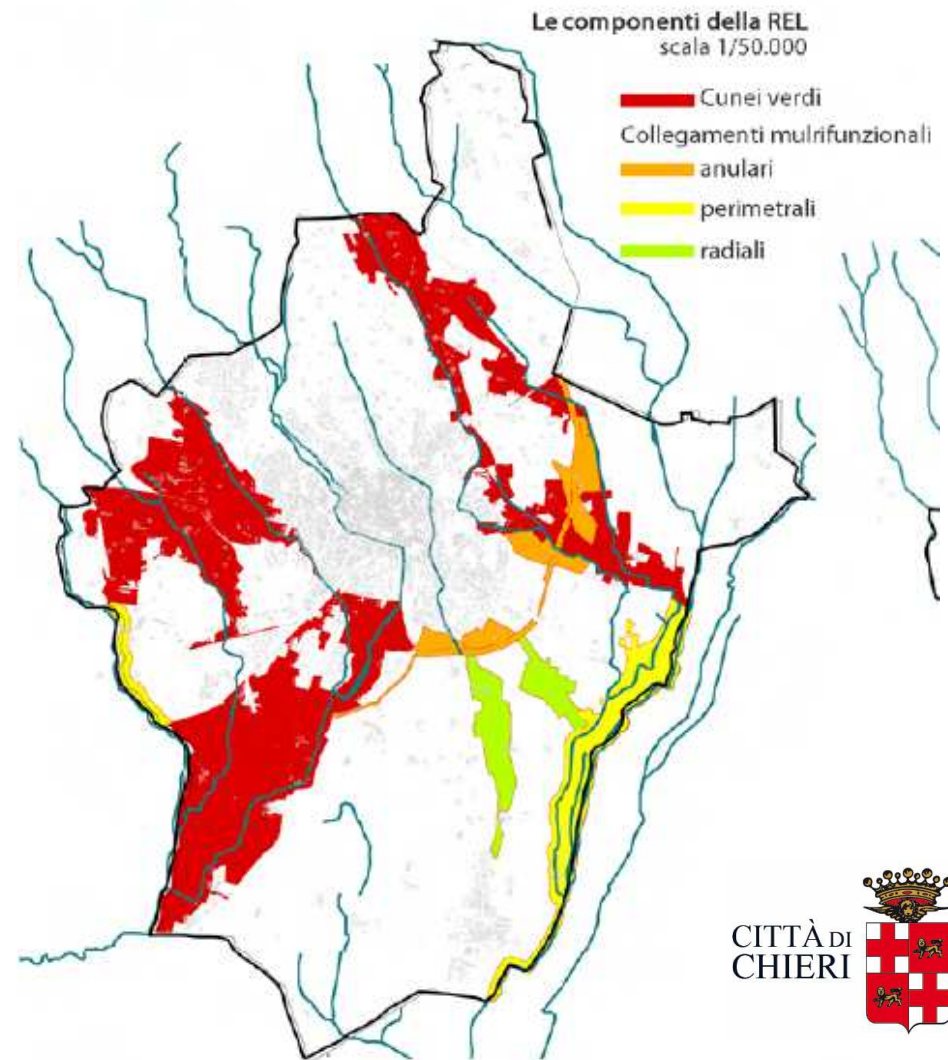 Le componenti della REL
scala 1/50.000
Cunei verdi
Collegamenti mulrifunzionali
anulari
perimetrali
radiali
CITTÀ DI
CHIERI